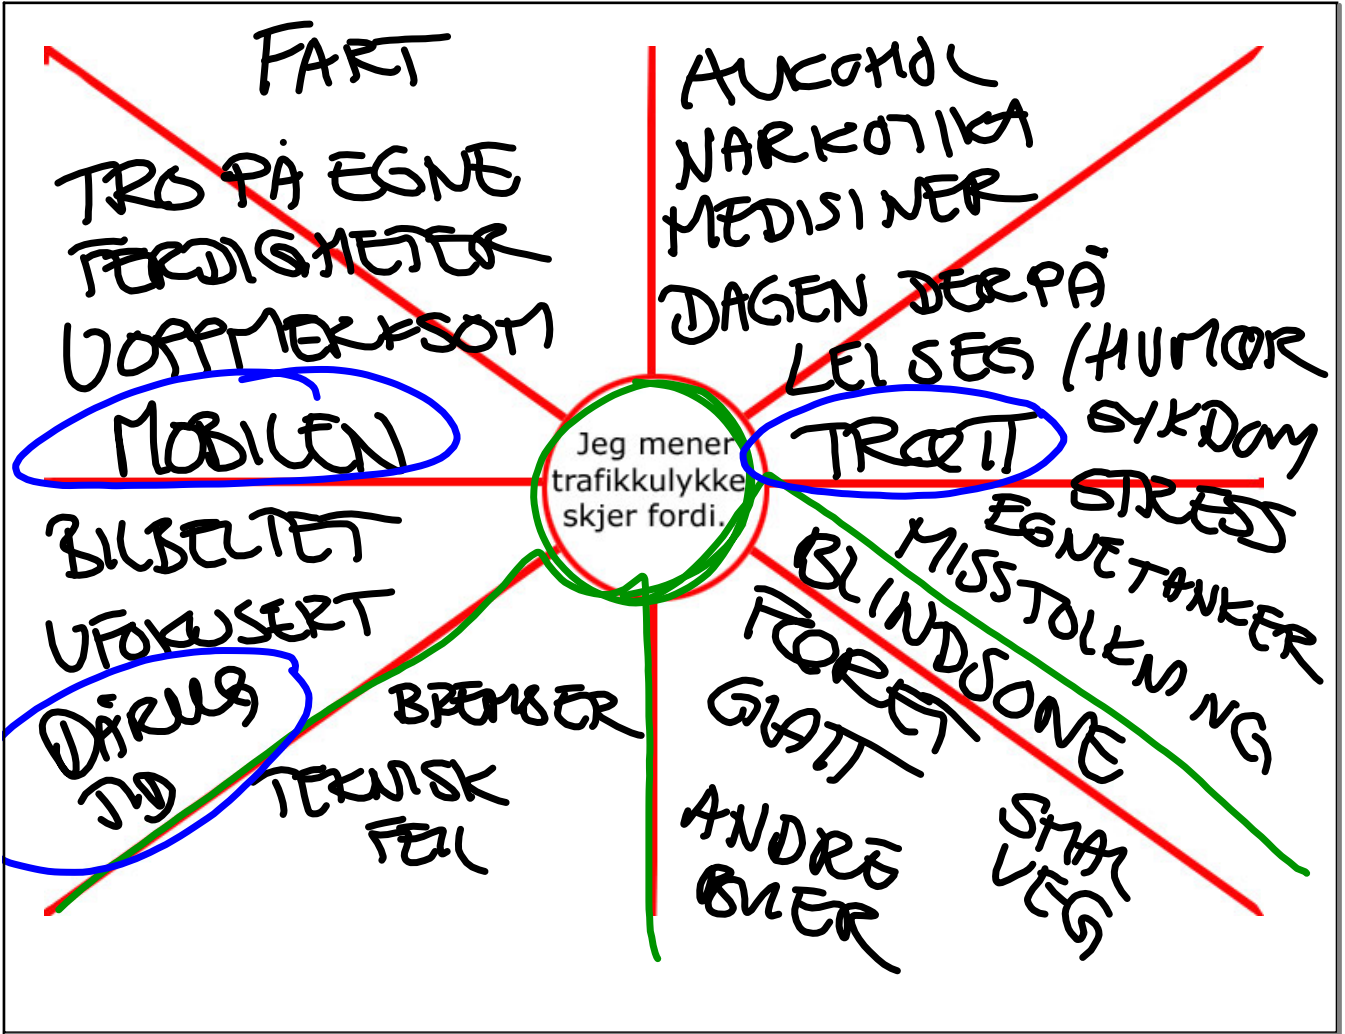 FART
TRO PÅ EGNE
FERDIGHETER
UOPPMERKSOM
MOBILEN
BILBELTET
UFOKUSERT
DÅRLIG
TID
BREMSER
TEKNISK
FEIL
Jeg mener
trafikkulykke
skjer fordi.
ALKOHOL
NARKOTIKA
MEDISINER
DAGEN DERPÅ
LEI SEG / HUMØR
TRØTT
SYKDOM
STRESS
EGNE TANKER
MISSTOLKNING
BLINDSONE
FØRET
GLATT
ANDRE
BILER
SMAL
VEG